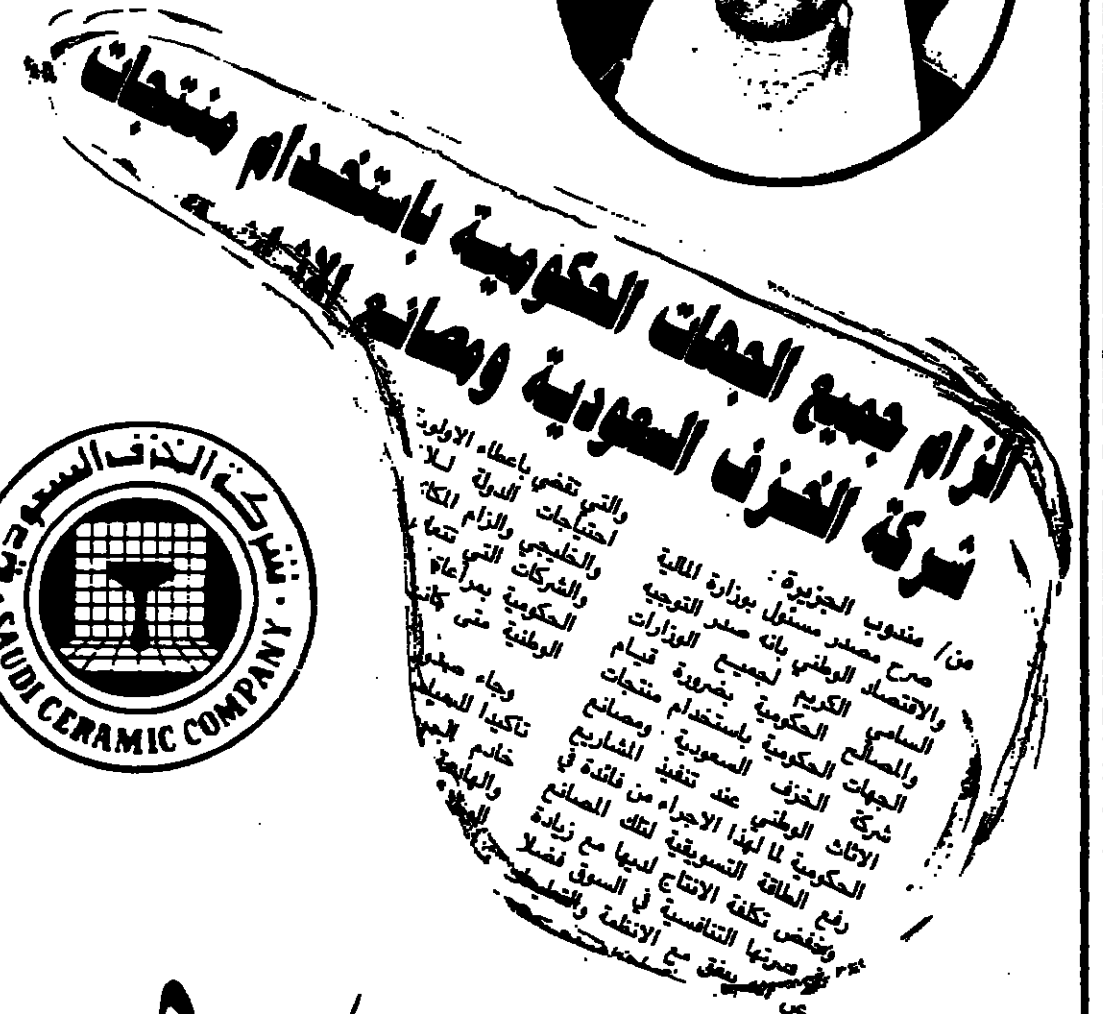 الزام جميع الجهات الحكومية باستخدام منتجات
شركة الخزف السعودية ومصانع
من/ مندوب الجزيرة :
صرح مصدر مسئول بوزارة المالية
والاقتصاد الوطني بانه صدر التوجيه
السامي الكريم لجميع الوزارات
والمصالح الحكومية بضرورة قيام
الجهات الحكومية باستخدام منتجات
شركة الخزف السعودية ومصانع
الاثاث الوطني عند تنفيذ المشاريع
الحكومية لما لهذا الاجراء من فائدة في
رفع الطاقة التسويقية لتلك المصانع
وخفض تكلفة الانتاج لديها مع زيادة
قدرتها التنافسية في السوق فضلا
يتفق مع الانظمة
والتي تقضي باعطاء
احتياجات الدولة
والخليجي والزام
والشركات التي
الحكومية بمراعاة
الوطنية متى
وجاء
تاكيدا
خادم
شركة الخزف السعودية
SAUDI CERAMIC COMPANY